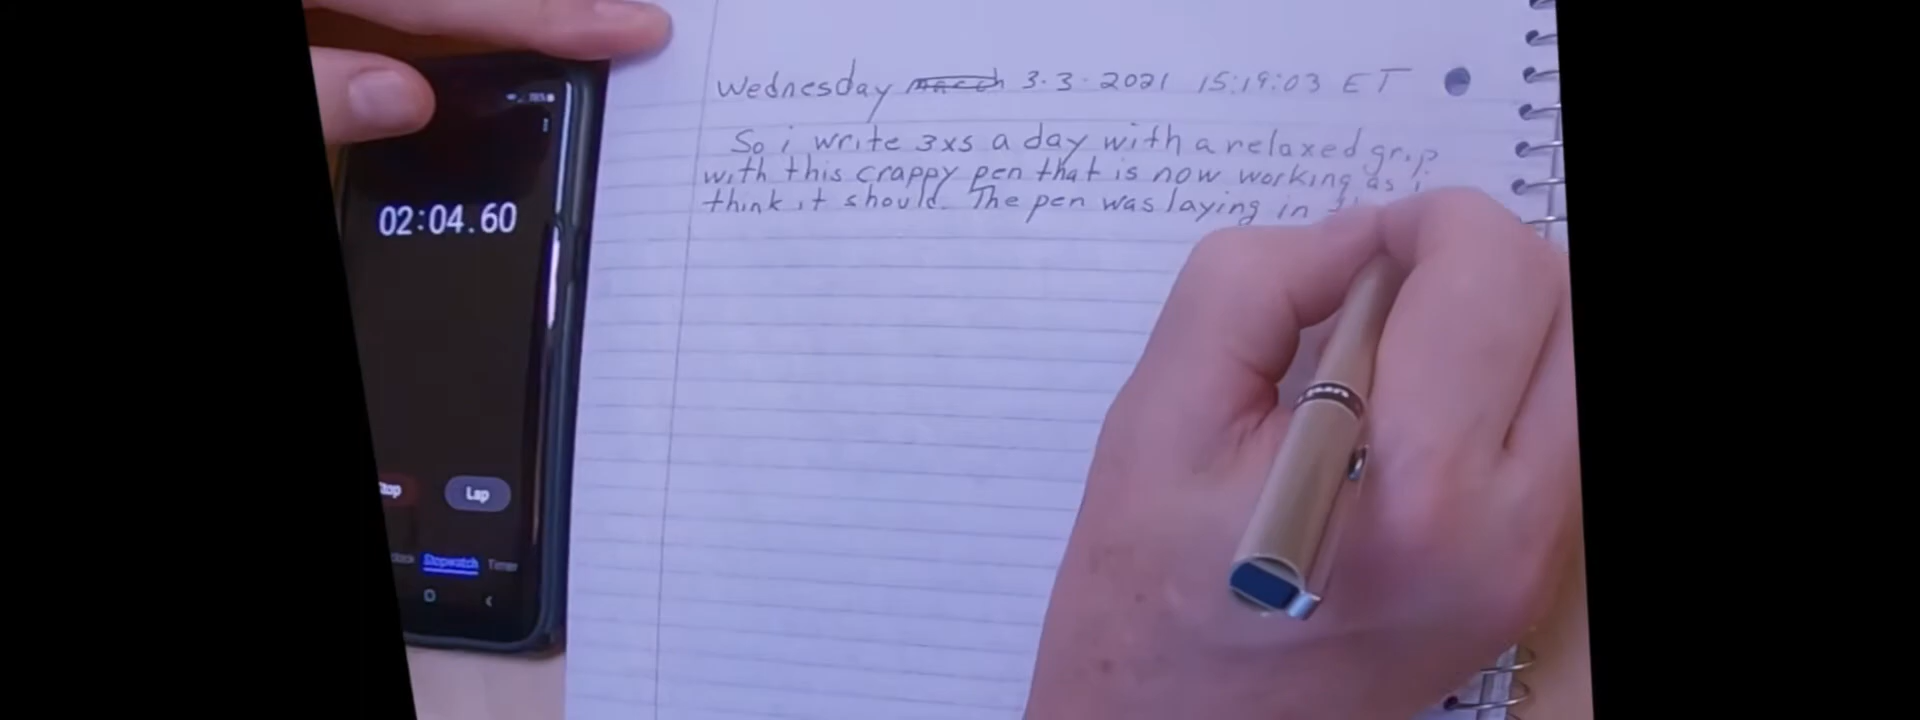 Wednesday march 3.3.2021 15:19:03 ET
So i write 3xs a day with a relaxed grip
with this crappy pen that is now working as i
think it should. The pen was laying in
02:04.60
Stop Lap
Stopwatch Timer